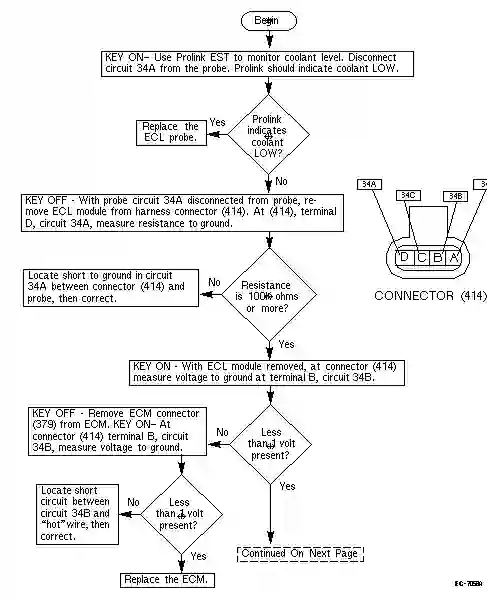 Begin
KEY ON- Use Prolink EST to monitor coolant level. Disconnect
circuit 34A from the probe. Prolink should indicate coolant LOW.
Prolink
indicates
coolant
LOW?
Yes
Replace the
ECL probe.
No
KEY OFF - With probe circuit 34A disconnected from probe, re-
move ECL module from harness connector (414). At (414), terminal
D, circuit 34A, measure resistance to ground.
Resistance
is 100k ohms
or more?
No
Locate short to ground in circuit
34A between connector (414) and
probe, then correct.
Yes
KEY ON - With ECL module removed, at connector (414)
measure voltage to ground at terminal B, circuit 34B.
Less
than 1 volt
present?
No
KEY OFF - Remove ECM connector
(379) from ECM. KEY ON- At
connector (414) terminal B, circuit
34B, measure voltage to ground.
Yes
Less
than 1 volt
present?
No
Locate short
circuit between
circuit 34B and
"hot" wire, then
correct.
Yes
Replace the ECM.
Continued On Next Page
34A
34C
34B
34
D C B A
CONNECTOR (414)